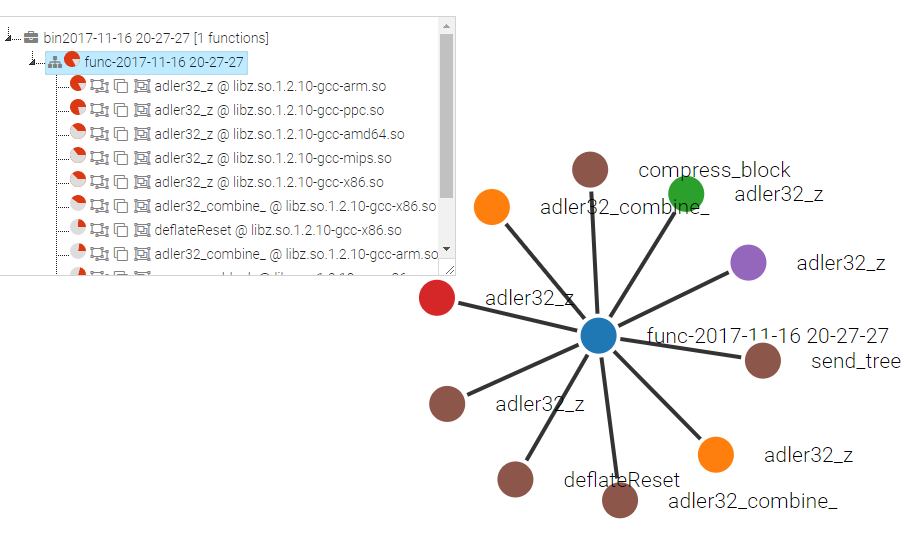 bin2017-11-16 20-27-27 [1 functions]
func-2017-11-16 20-27-27
adler32_z @ libz.so.1.2.10-gcc-arm.so
adler32_z @ libz.so.1.2.10-gcc-ppc.so
adler32_z @ libz.so.1.2.10-gcc-amd64.so
adler32_z @ libz.so.1.2.10-gcc-mips.so
adler32_z @ libz.so.1.2.10-gcc-x86.so
adler32_combine_ @ libz.so.1.2.10-gcc-x86.so
deflateReset @ libz.so.1.2.10-gcc-x86.so
adler32_combine_ @ libz.so.1.2.10-gcc-arm.so
compress_block
adler32_z
adler32_combine_
adler32_z
adler32_z
func-2017-11-16 20-27-27
send_tree
adler32_z
adler32_z
deflateReset
adler32_combine_